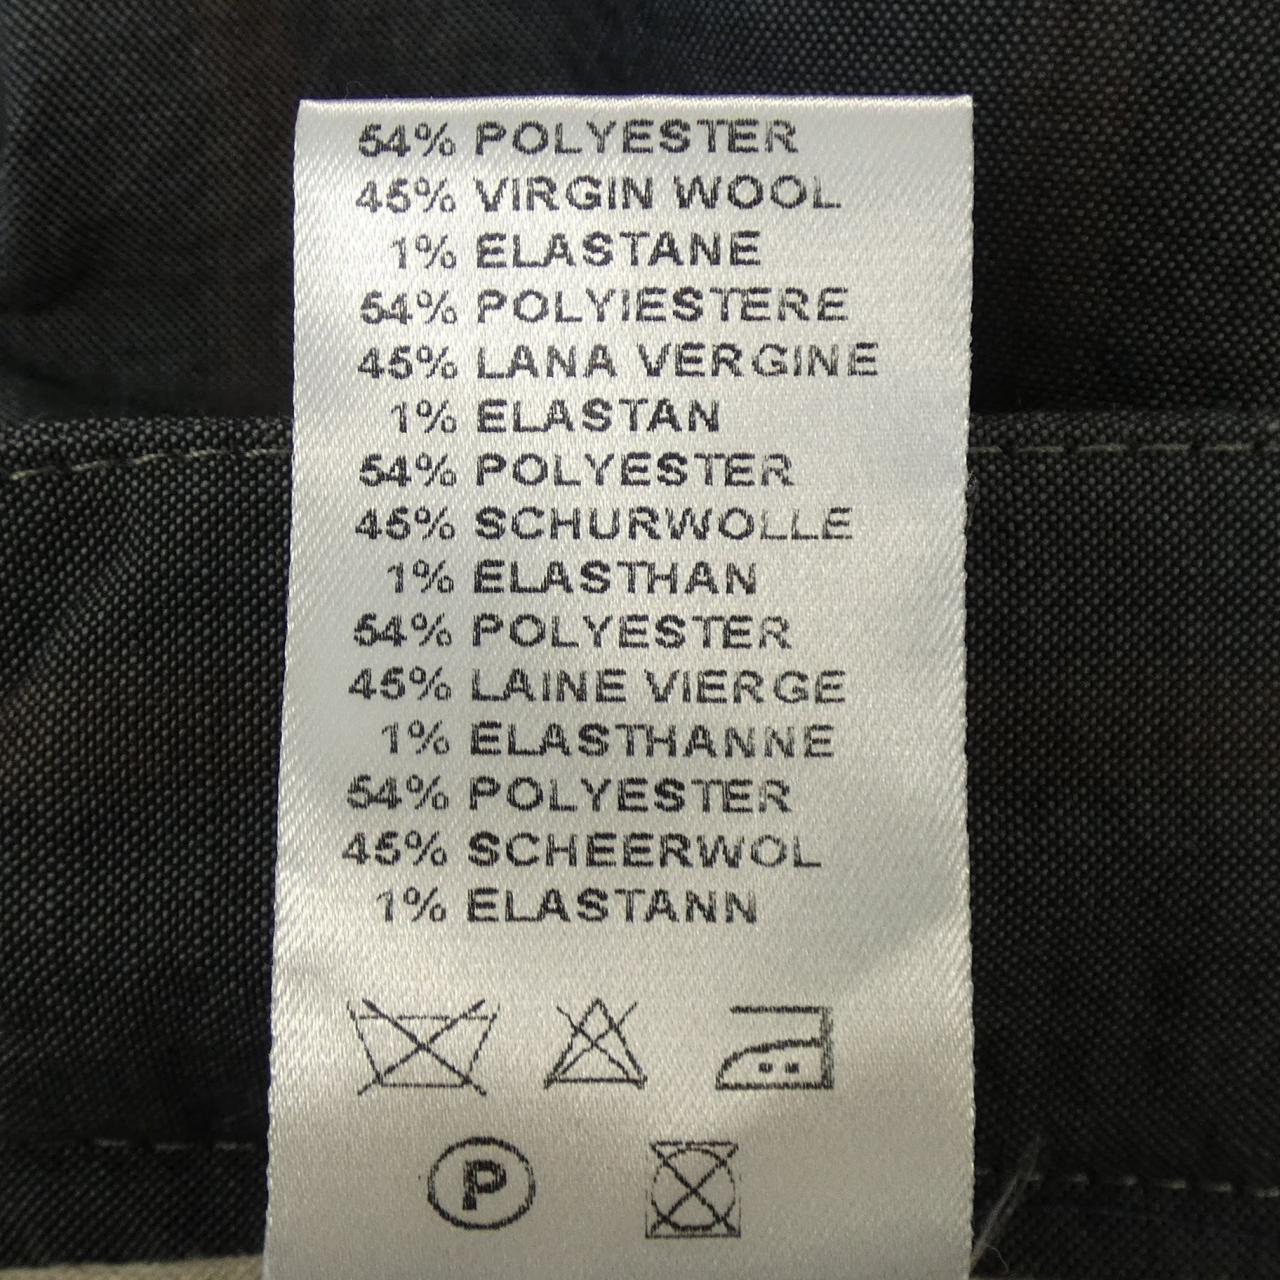 54% POLYESTER
45% VIRGIN WOOL
1% ELASTANE
54% POLYIESTERE
45% LANA VERGINE
1% ELASTAN
54% POLYESTER
45% SCHURWOLLE
1% ELASTHAN
54% POLYESTER
45% LAINE VIERGE
1% ELASTHANNE
54% POLYESTER
45% SCHEERWOL
1% ELASTANN
P